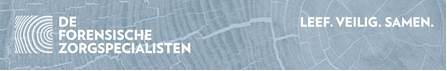 DE
FORENSISCHE
ZORGSPECIALISTEN
LEEF. VEILIG. SAMEN.